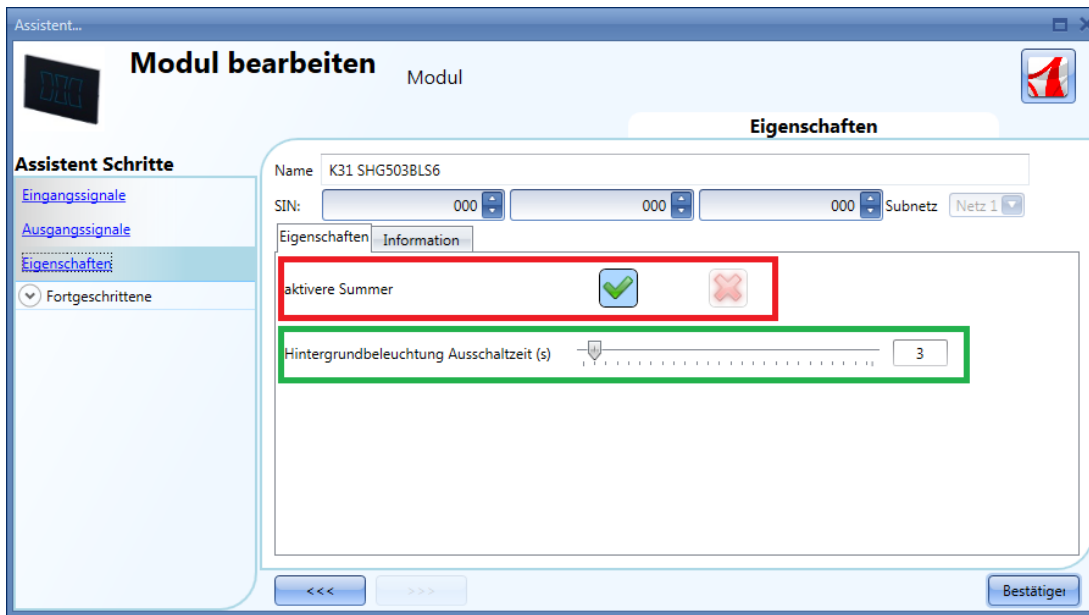 Assistent...
Modul bearbeiten
Modul
Eigenschaften
Assistent Schritte
Eingangssignale
Ausgangssignale
Eigenschaften
Fortgeschrittene
Name K31 SHG503BLS6
SIN: 000 000 000 Subnetz Netz 1
Eigenschaften Information
aktivere Summer
Hintergrundbeleuchtung Ausschaltzeit (s) 3
<<< >>> Bestätiger